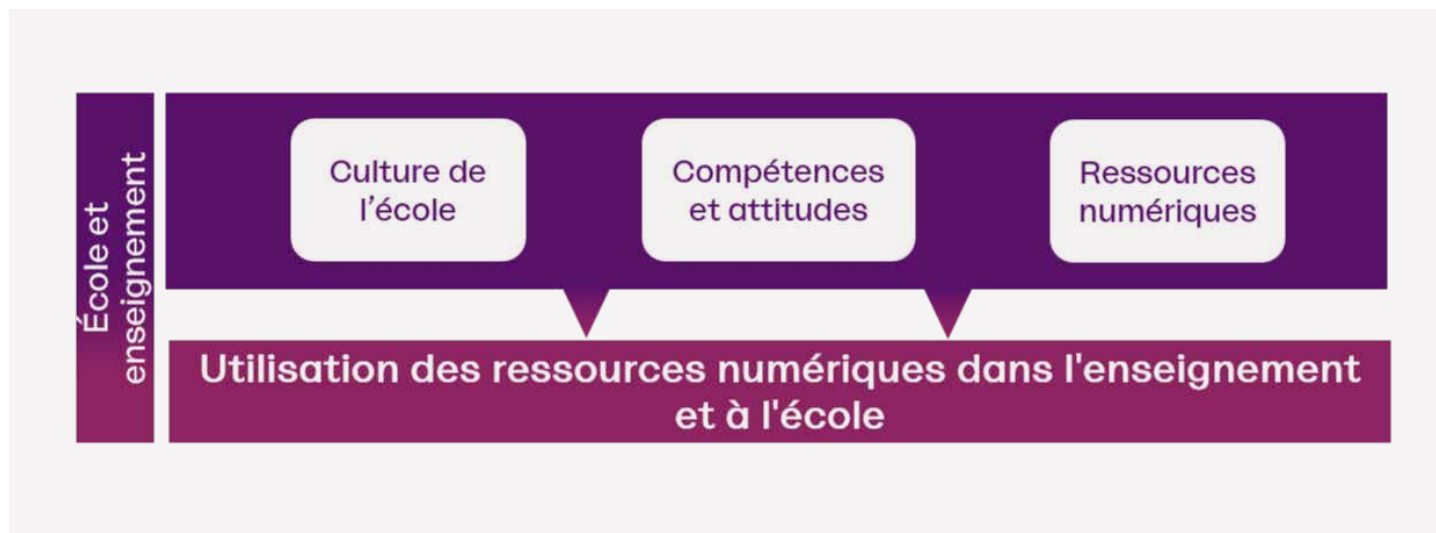 École et
enseignement
Culture de
l’école
Compétences
et attitudes
Ressources
numériques
Utilisation des ressources numériques dans l'enseignement
et à l'école